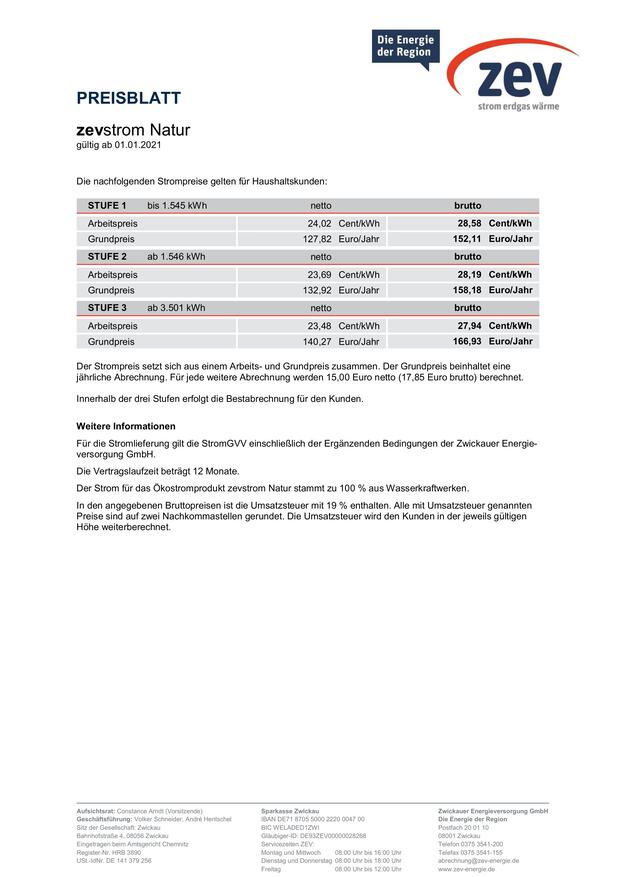 Die Energie
der Region
zev
strom erdgas wärme
PREISBLATT
zevstrom Natur
gültig ab 01.01.2021
Die nachfolgenden Strompreise gelten für Haushaltskunden:
STUFE 1 bis 1.545 kWh netto brutto
Arbeitspreis 24,02 Cent/kWh 28,58 Cent/kWh
Grundpreis 127,82 Euro/Jahr 152,11 Euro/Jahr
STUFE 2 ab 1.546 kWh netto brutto
Arbeitspreis 23,69 Cent/kWh 28,19 Cent/kWh
Grundpreis 132,92 Euro/Jahr 158,18 Euro/Jahr
STUFE 3 ab 3.501 kWh netto brutto
Arbeitspreis 23,48 Cent/kWh 27,94 Cent/kWh
Grundpreis 140,27 Euro/Jahr 166,93 Euro/Jahr
Der Strompreis setzt sich aus einem Arbeits- und Grundpreis zusammen. Der Grundpreis beinhaltet eine
jährliche Abrechnung. Für jede weitere Abrechnung werden 15,00 Euro netto (17,85 Euro brutto) berechnet.
Innerhalb der drei Stufen erfolgt die Bestabrechnung für den Kunden.
Weitere Informationen
Für die Stromlieferung gilt die StromGVV einschließlich der Ergänzenden Bedingungen der Zwickauer Energie-
versorgung GmbH.
Die Vertragslaufzeit beträgt 12 Monate.
Der Strom für das Ökostromprodukt zevstrom Natur stammt zu 100 % aus Wasserkraftwerken.
In den angegebenen Bruttopreisen ist die Umsatzsteuer mit 19 % enthalten. Alle mit Umsatzsteuer genannten
Preise sind auf zwei Nachkommastellen gerundet. Die Umsatzsteuer wird den Kunden in der jeweils gültigen
Höhe weiterberechnet.
Aufsichtsrat: Constance Arndt (Vorsitzende)
Geschäftsführung: Volker Schneider, André Hentschel
Sitz der Gesellschaft: Zwickau
Bahnhofstraße 4, 08056 Zwickau
Eingetragen beim Amtsgericht Chemnitz
Register-Nr. HRB 3890
USt.-IdNr. DE 141 379 256
Sparkasse Zwickau
IBAN DE71 8705 5000 2220 0047 00
BIC WELADED1ZWI
Gläubiger-ID: DE93ZEV00000028268
Servicezeiten ZEV:
Montag und Mittwoch 08:00 Uhr bis 16:00 Uhr
Dienstag und Donnerstag 08:00 Uhr bis 18:00 Uhr
Freitag 08:00 Uhr bis 12:00 Uhr
Zwickauer Energieversorgung GmbH
Die Energie der Region
Postfach 20 01 10
08001 Zwickau
Telefon 0375 3541-200
Telefax 0375 3541-155
abrechnung@zev-energie.de
www.zev-energie.de